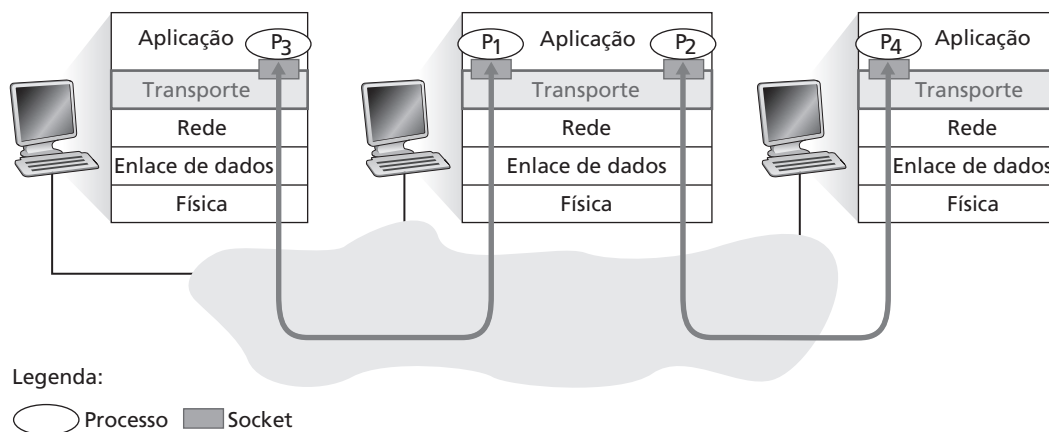 Aplicação P3
Transporte
Rede
Enlace de dados
Física
P1 Aplicação P2
Transporte
Rede
Enlace de dados
Física
P4 Aplicação
Transporte
Rede
Enlace de dados
Física
Legenda:
Processo Socket